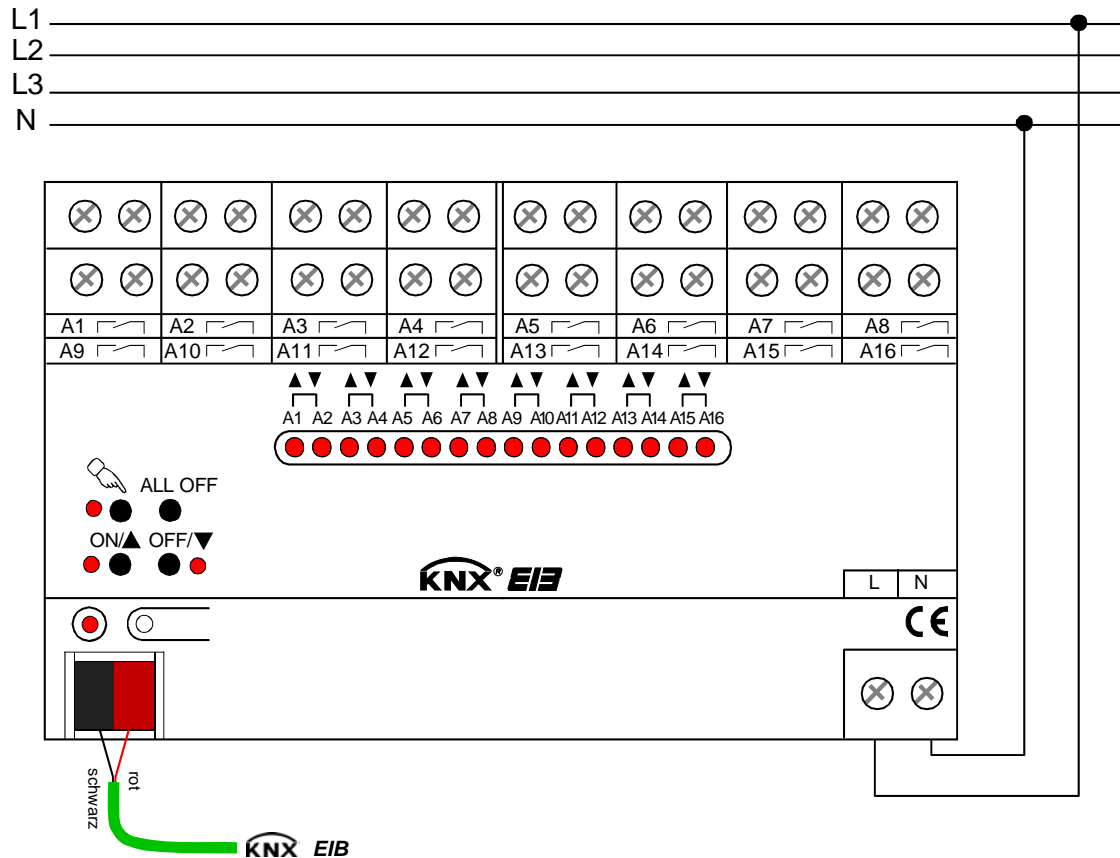 L1
L2
L3
N
A1 A2 A3 A4 A5 A6 A7 A8
A9 A10 A11 A12 A13 A14 A15 A16
A1 A2 A3 A4 A5 A6 A7 A8 A9 A10 A11 A12 A13 A14 A15 A16
ALL OFF
ON/▲ OFF/▼
KNX® EIB
L N
CE
rot
schwarz
KNX EIB